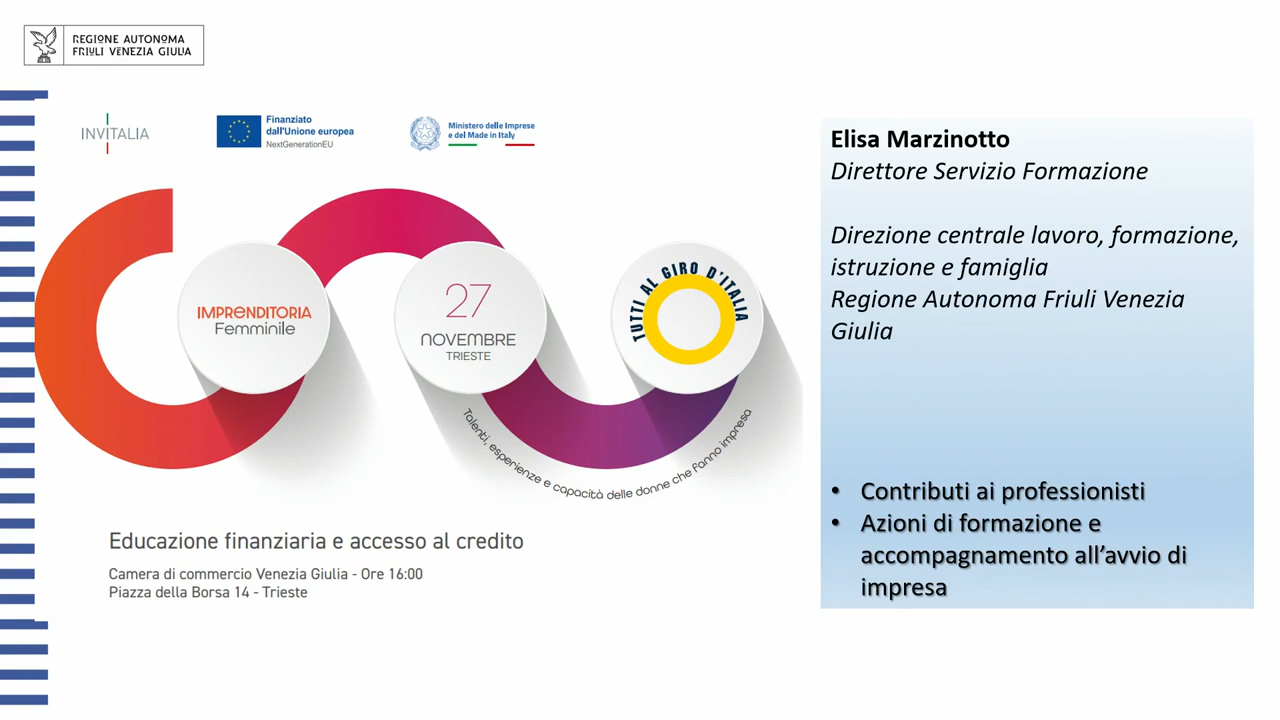 REGIONE AUTONOMA
FRIULI VENEZIA GIULIA
INVITALIA
Finanziato
dall'Unione europea
NextGenerationEU
Ministero delle Imprese
e del Made in Italy
IMPRENDITORIA
Femminile
27
NOVEMBRE
TRIESTE
TUTTI AL GIRO D'ITALIA
Talenti, esperienze e capacità delle donne che fanno impresa
Educazione finanziaria e accesso al credito
Camera di commercio Venezia Giulia - Ore 16:00
Piazza della Borsa 14 - Trieste
Elisa Marzinotto
Direttore Servizio Formazione
Direzione centrale lavoro, formazione,
istruzione e famiglia
Regione Autonoma Friuli Venezia
Giulia
• Contributi ai professionisti
• Azioni di formazione e
accompagnamento all'avvio di
impresa